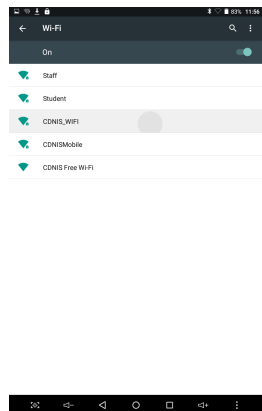 83% 11:56
Wi-Fi
On
Staff
Student
CDNIS_WIFI
CDNISMobile
CDNIS Free Wi-Fi